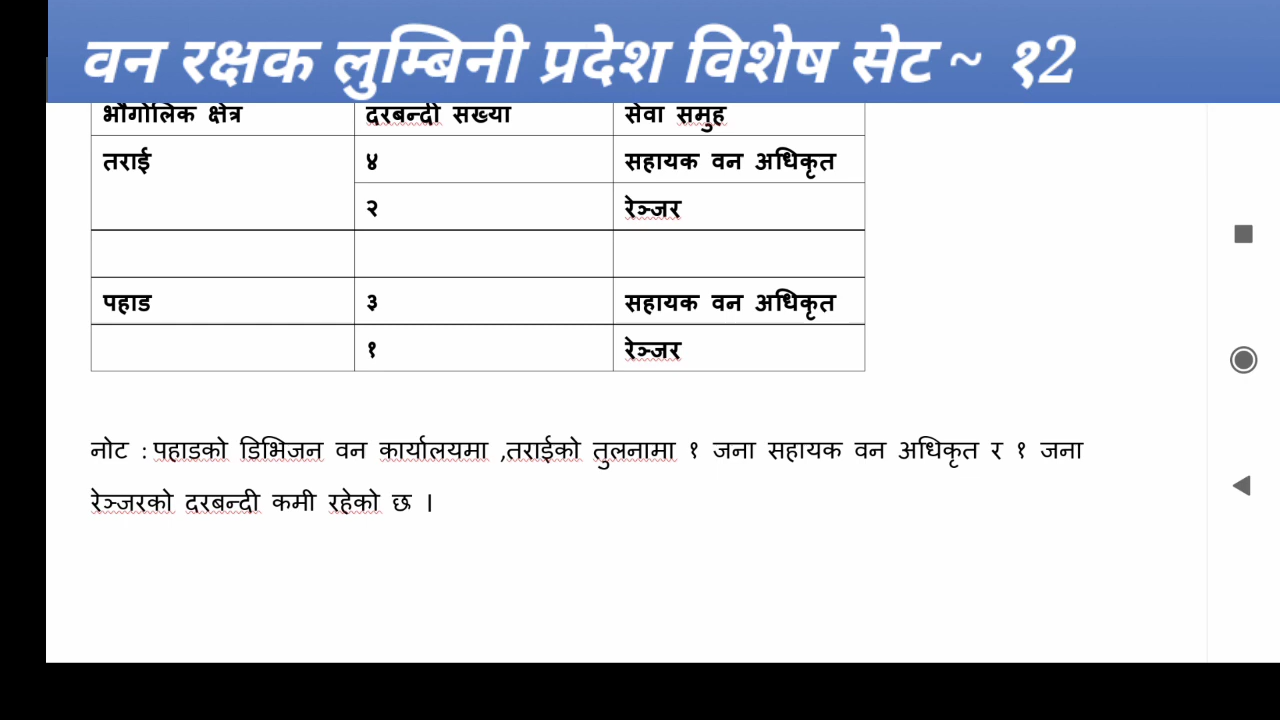 वन रक्षक लुम्बिनी प्रदेश विशेष सेट ~ १2
भौगोलिक क्षेत्र दरबन्दी सख्या सेवा समुह
तराई ४ सहायक वन अधिकृत
२ रेञ्जर
पहाड ३ सहायक वन अधिकृत
१ रेञ्जर
नोट : पहाडको डिभिजन वन कार्यालयमा ,तराईको तुलनामा १ जना सहायक वन अधिकृत र १ जना
रेञ्जरको दरबन्दी कमी रहेको छ ।